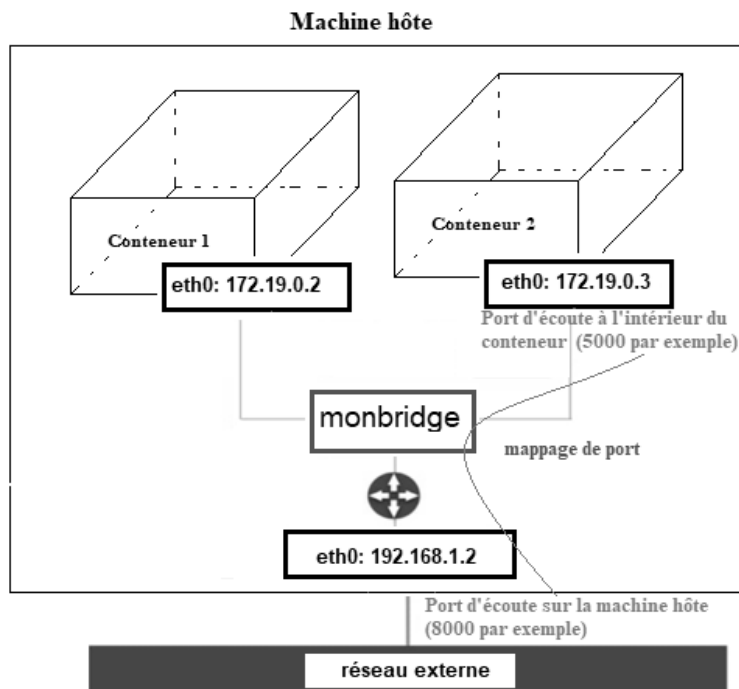 Machine hôte
Conteneur 1
Conteneur 2
eth0: 172.19.0.2
eth0: 172.19.0.3
Port d'écoute à l'intérieur du
conteneur (5000 par exemple)
monbridge
mappage de port
eth0: 192.168.1.2
Port d'écoute sur la machine hôte
(8000 par exemple)
réseau externe